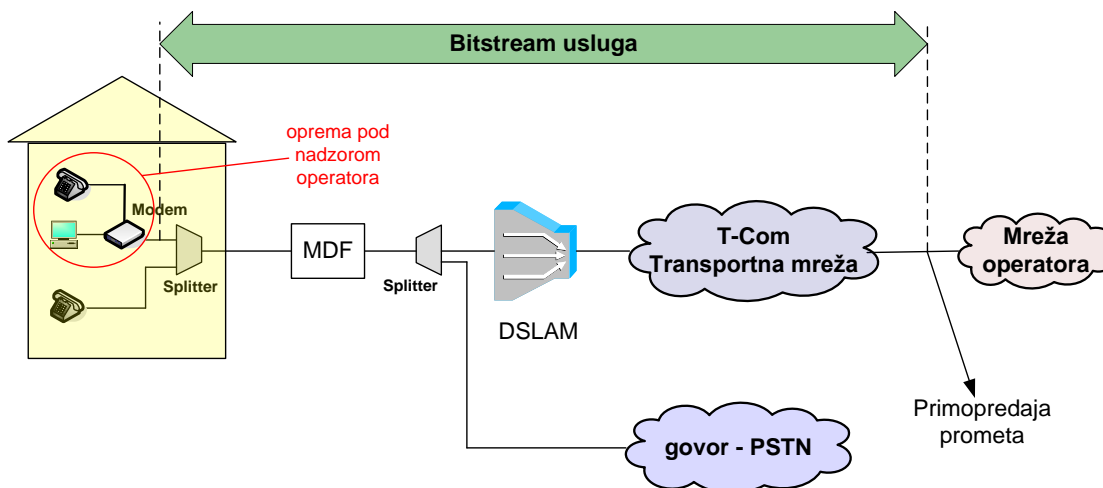 Bitstream usluga
oprema pod
nadzorom
operatora
Modem
Splitter
MDF
Splitter
DSLAM
T-Com
Transportna mreža
Mreža
operatora
Primopredaja
prometa
govor - PSTN